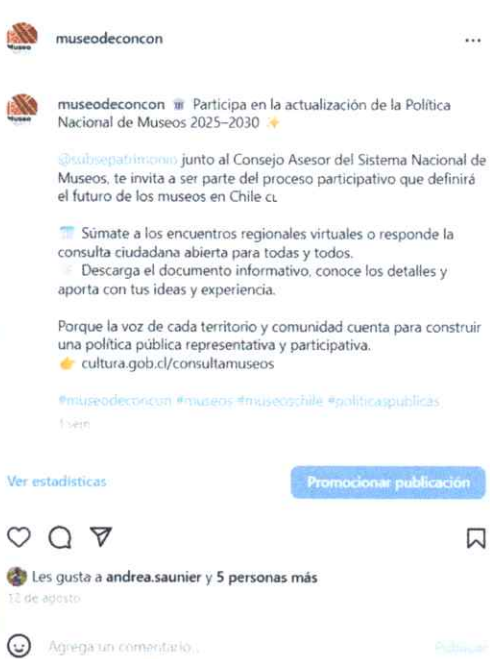 museodeconcon
...
Museo
museodeconcon 🏛 Participa en la actualización de la Política
Nacional de Museos 2025–2030 ✨
@subsepatrimonio junto al Consejo Asesor del Sistema Nacional de
Museos, te invita a ser parte del proceso participativo que definirá
el futuro de los museos en Chile CL
Súmate a los encuentros regionales virtuales o responde la
consulta ciudadana abierta para todas y todos.
Descarga el documento informativo, conoce los detalles y
aporta con tus ideas y experiencia.
Porque la voz de cada territorio y comunidad cuenta para construir
una política pública representativa y participativa.
👉 cultura.gob.cl/consultamuseos
#museodeconcon #museos #museoschile #politicaspublicas
1 sem
Ver estadísticas
Promocionar publicación
Les gusta a andrea.saunier y 5 personas más
12 de agosto
Agrega un comentario...
Publicar